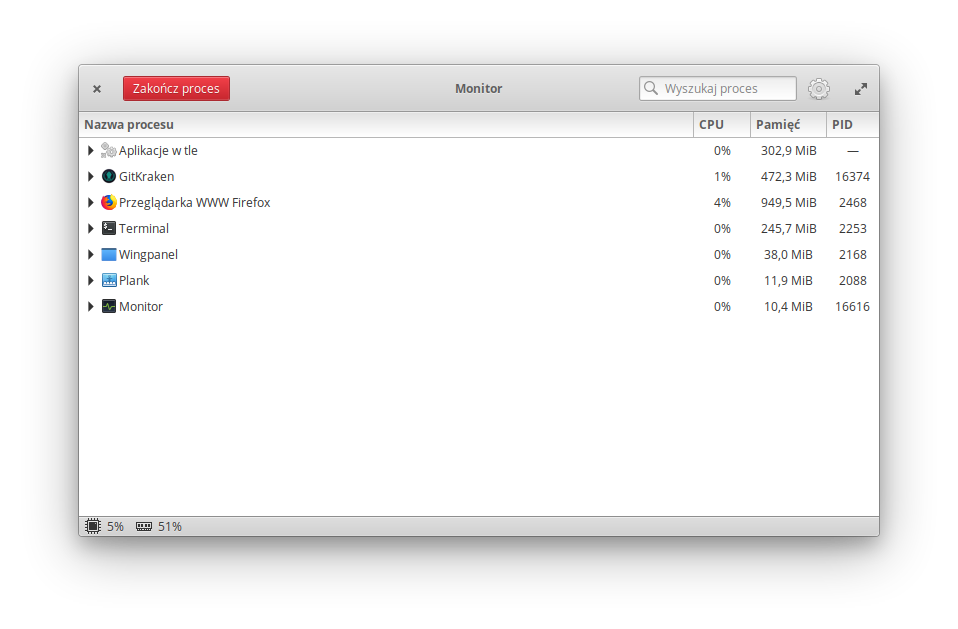 Zakończ proces Monitor Wyszukaj proces
Nazwa procesu CPU Pamięć PID
Aplikacje w tle 0% 302,9 MiB —
GitKraken 1% 472,3 MiB 16374
Przeglądarka WWW Firefox 4% 949,5 MiB 2468
Terminal 0% 245,7 MiB 2253
Wingpanel 0% 38,0 MiB 2168
Plank 0% 11,9 MiB 2088
Monitor 0% 10,4 MiB 16616
5% 51%